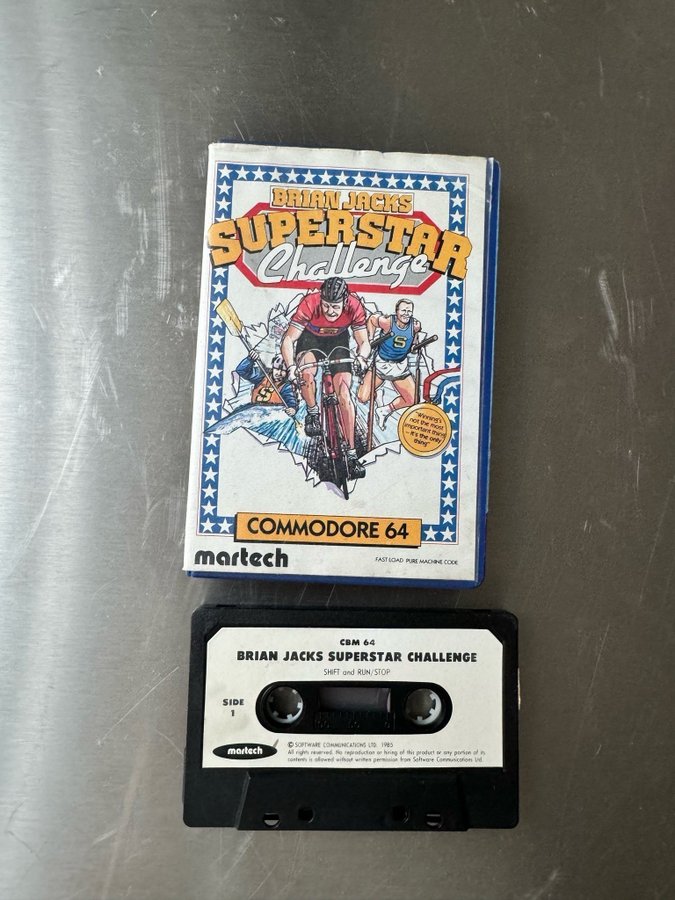 BRIAN JACKS
SUPERSTAR
Challenge
S
S
"Winning's
not the most
important thing
– it's the only
thing"
COMMODORE 64
martech
FAST LOAD PURE MACHINE CODE
CBM 64
BRIAN JACKS SUPERSTAR CHALLENGE
SHIFT and RUN/STOP
SIDE
1
martech
© SOFTWARE COMMUNICATIONS LTD. 1985
All rights reserved. No reproduction or hiring of this product or any portion of its
contents is allowed without written permission from Software Communications Ltd.